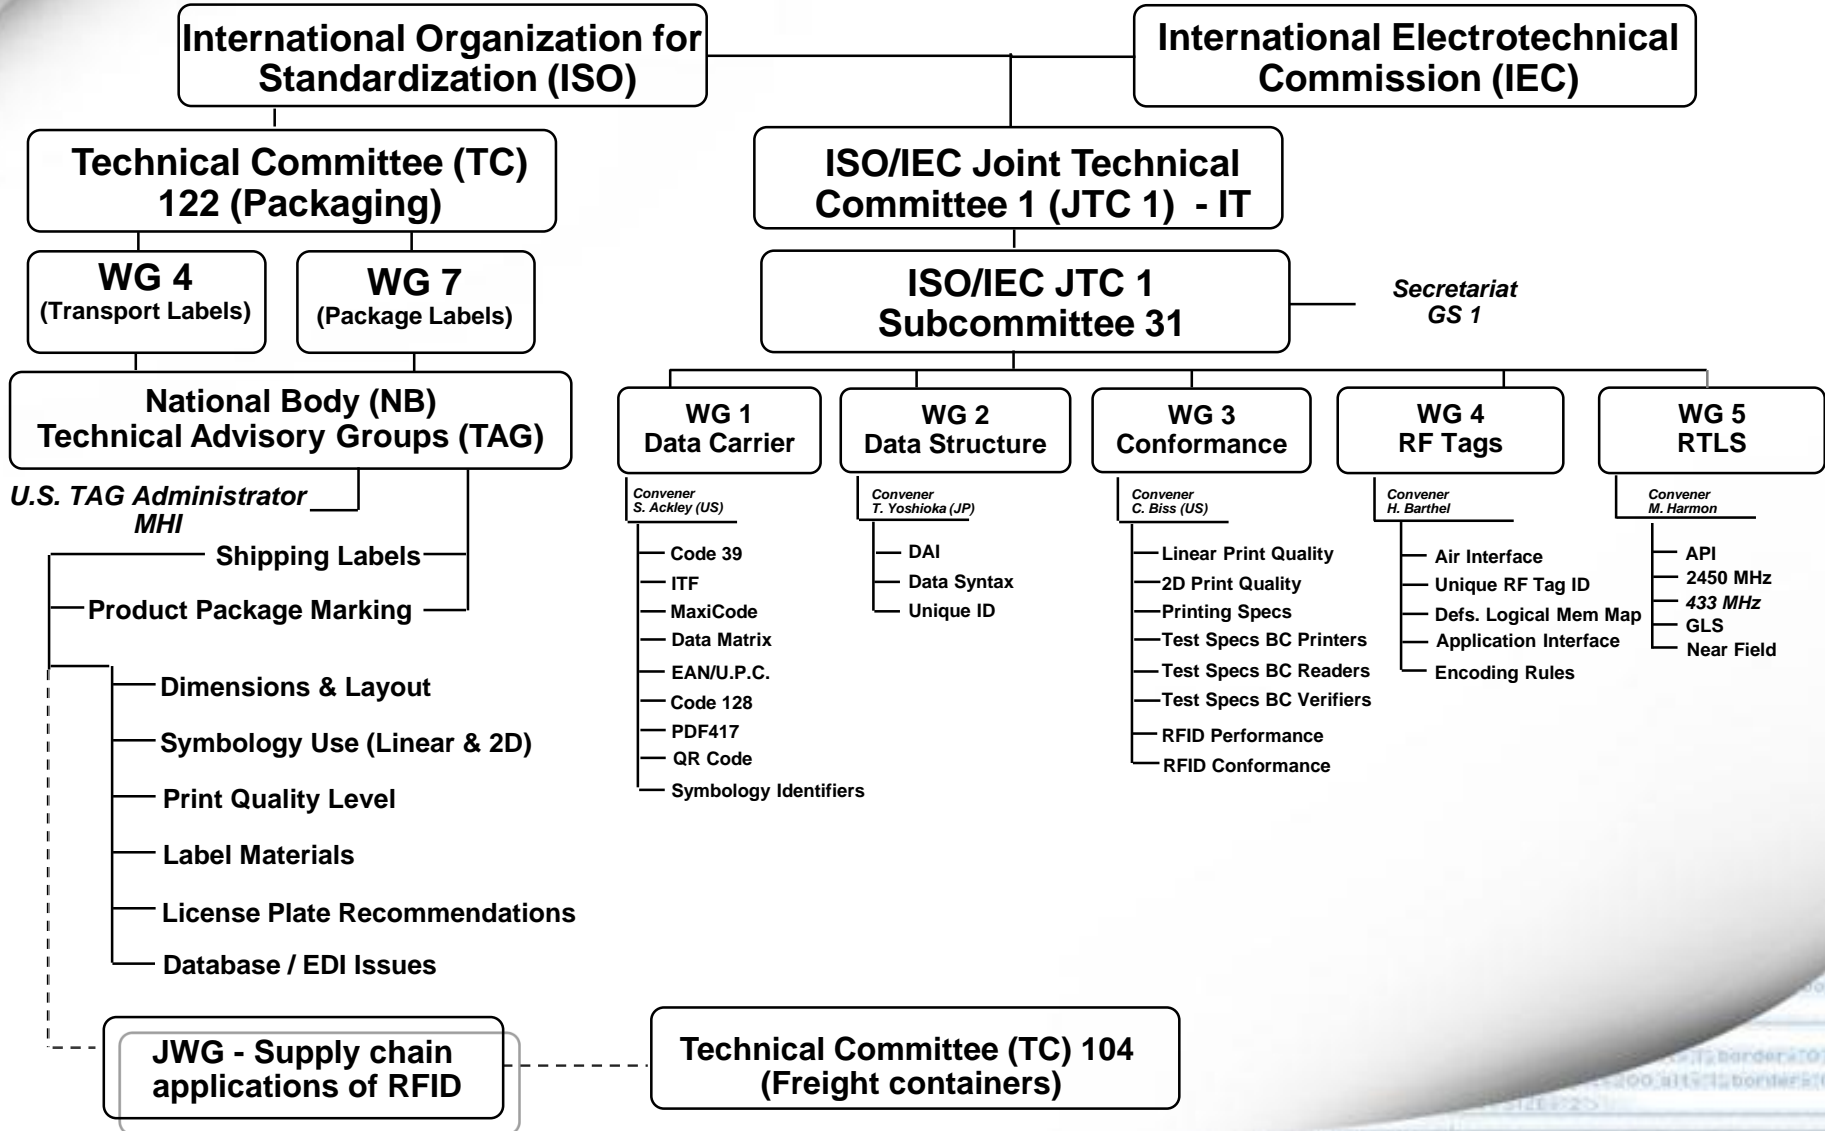 International Organization for
Standardization (ISO)
International Electrotechnical
Commission (IEC)
Technical Committee (TC)
122 (Packaging)
ISO/IEC Joint Technical
Committee 1 (JTC 1) - IT
WG 4
(Transport Labels)
WG 7
(Package Labels)
ISO/IEC JTC 1
Subcommittee 31
Secretariat
GS 1
National Body (NB)
Technical Advisory Groups (TAG)
U.S. TAG Administrator
MHI
Shipping Labels
Product Package Marking
Dimensions & Layout
Symbology Use (Linear & 2D)
Print Quality Level
Label Materials
License Plate Recommendations
Database / EDI Issues
WG 1
Data Carrier
Convener
S. Ackley (US)
Code 39
ITF
MaxiCode
Data Matrix
EAN/U.P.C.
Code 128
PDF417
QR Code
Symbology Identifiers
WG 2
Data Structure
Convener
T. Yoshioka (JP)
DAI
Data Syntax
Unique ID
WG 3
Conformance
Convener
C. Biss (US)
Linear Print Quality
2D Print Quality
Printing Specs
Test Specs BC Printers
Test Specs BC Readers
Test Specs BC Verifiers
RFID Performance
RFID Conformance
WG 4
RF Tags
Convener
H. Barthel
Air Interface
Unique RF Tag ID
Defs. Logical Mem Map
Application Interface
Encoding Rules
WG 5
RTLS
Convener
M. Harmon
API
2450 MHz
433 MHz
GLS
Near Field
JWG - Supply chain
applications of RFID
Technical Committee (TC) 104
(Freight containers)